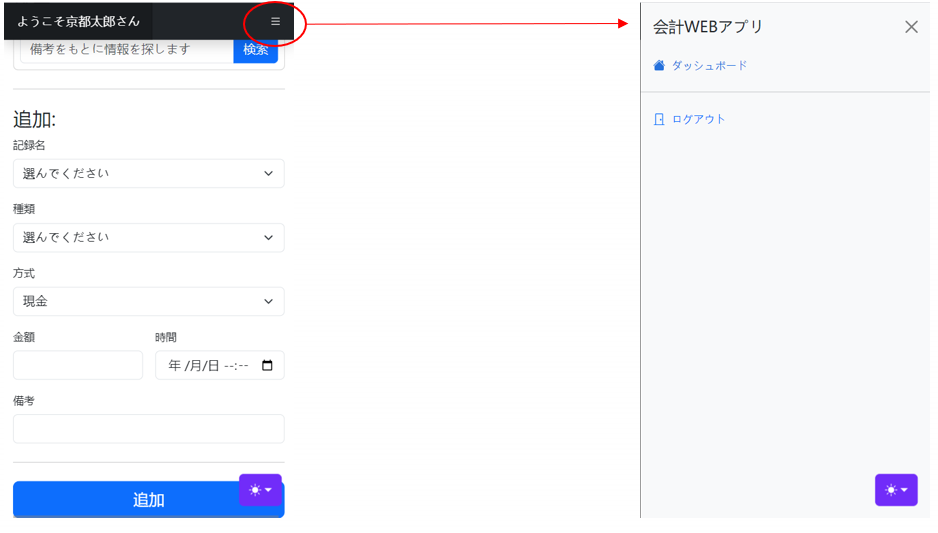 ようこそ京都太郎さん
備考をもとに情報を探します 検索
追加:
記録名
選んでください
種類
選んでください
方式
現金
金額 時間
年 /月/日 --:--
備考
追加
会計WEBアプリ
ダッシュボード
ログアウト